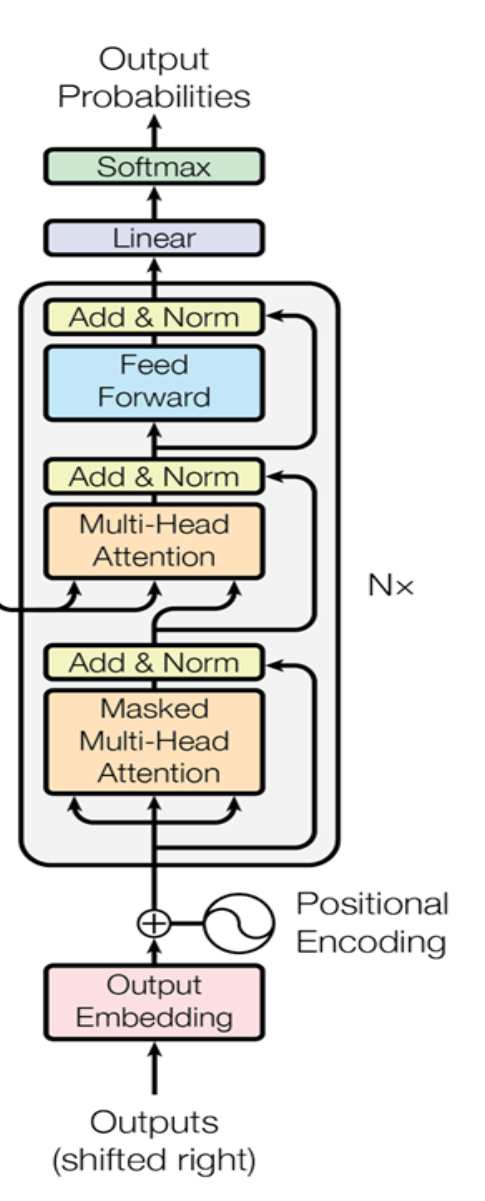 Output
Probabilities
Softmax
Linear
Add & Norm
Feed
Forward
Add & Norm
Multi-Head
Attention
N×
Add & Norm
Masked
Multi-Head
Attention
Positional
Encoding
Output
Embedding
Outputs
(shifted right)